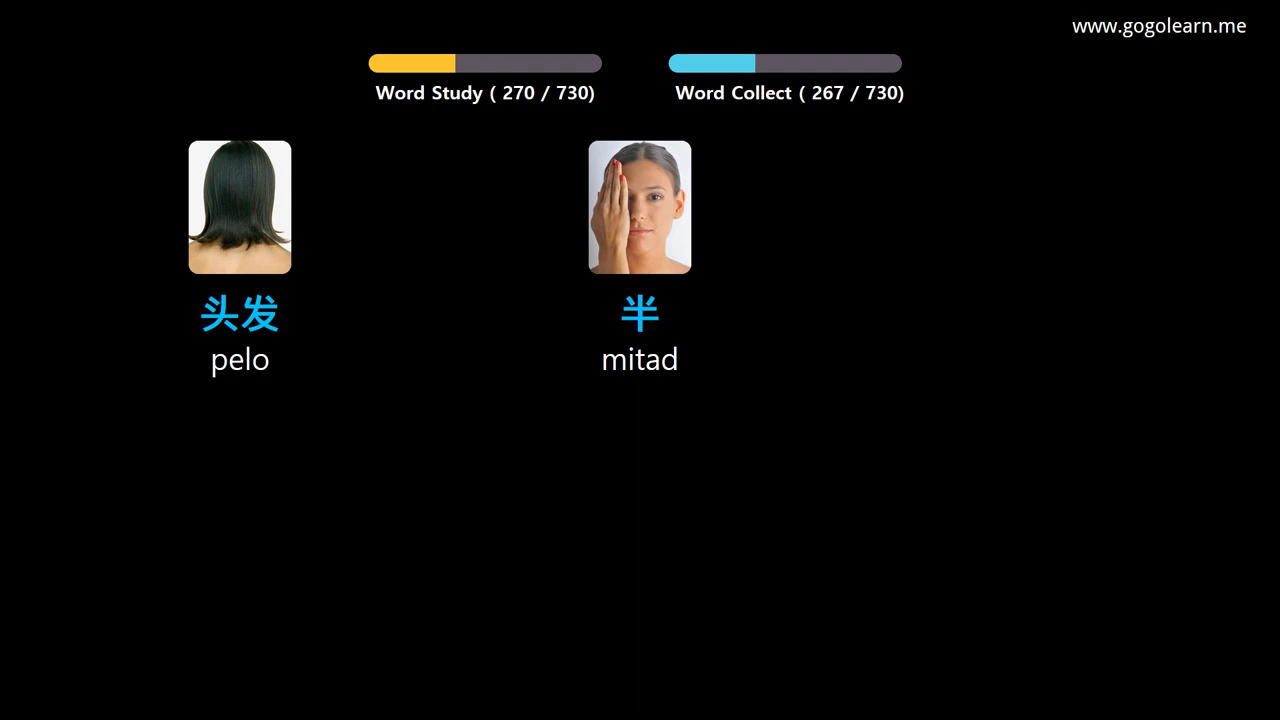 www.gogolearn.me
Word Study ( 270 / 730)
Word Collect ( 267 / 730)
头发
pelo
半
mitad